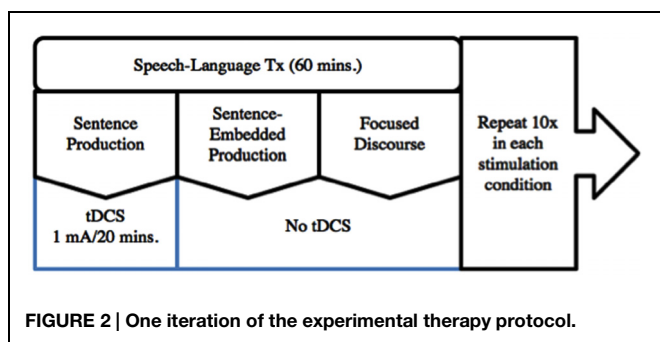 Speech-Language Tx (60 mins.)
Sentence
Production
Sentence-
Embedded
Production
Focused
Discourse
Repeat 10x
in each
stimulation
condition
tDCS
1 mA/20 mins.
No tDCS
FIGURE 2 | One iteration of the experimental therapy protocol.